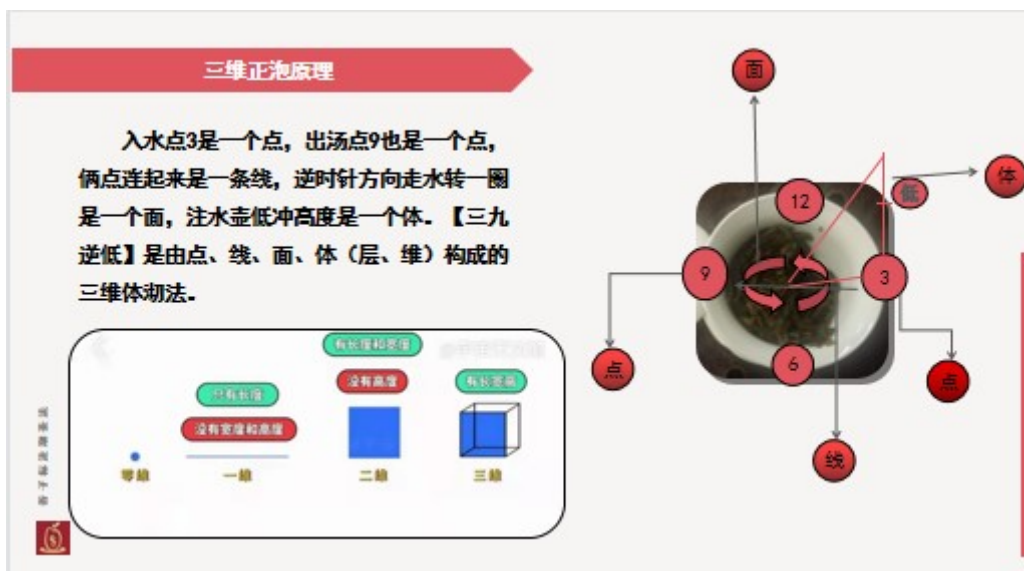 三维正泡原理
入水点3是一个点，出汤点9也是一个点，
俩点连起来是一条线，逆时针方向走水转一圈
是一个面，注水壶低冲高度是一个体.【三九
逆低】是由点、线、面、体（层、维）构成的
三维体沏法.
有长度和宽度
只有长度
没有高度
有长宽高
没有宽度和高度
零维
一维
二维
三维
面
体
低
12
9
3
6
点
点
线